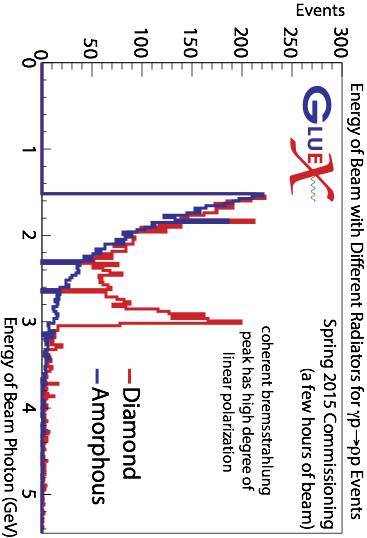 Energy of Beam with Different Radiators for γp→pρ Events
Spring 2015 Commissioning
(a few hours of beam)
GLUEX
coherent bremsstrahlung
peak has high degree of
linear polarization
Diamond
Amorphous
Events
300
250
200
150
100
50
0
0
1
2
3
4
5
Energy of Beam Photon (GeV)